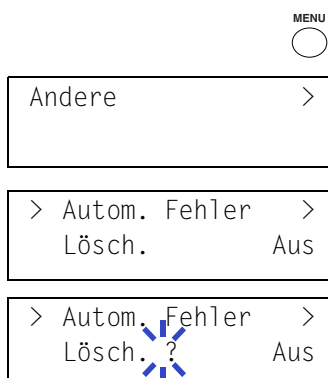 MENU
Andere >
> Autom. Fehler >
Lösch. Aus
> Autom. Fehler >
Lösch. ? Aus